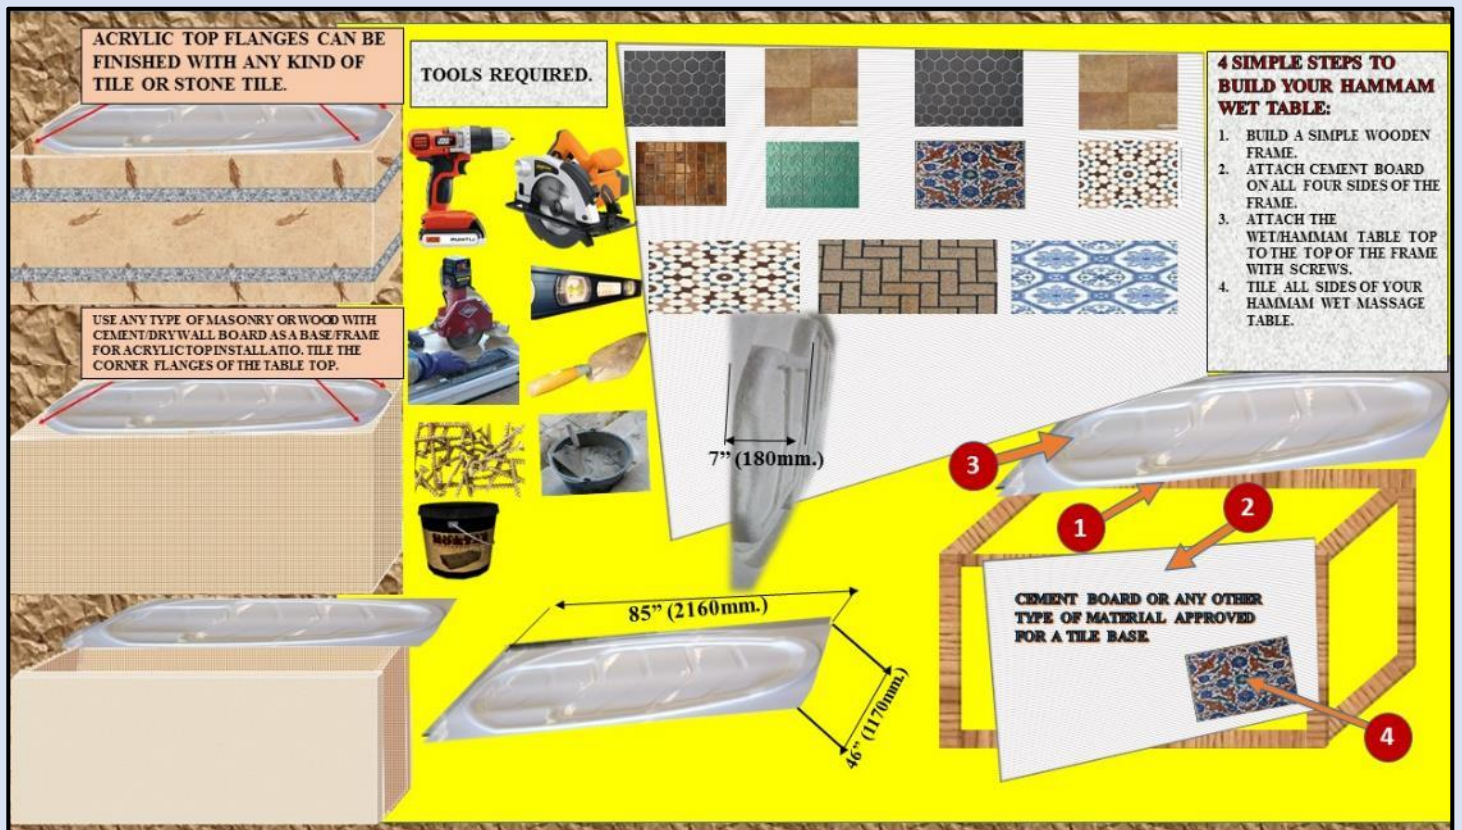 ACRYLIC TOP FLANGES CAN BE
FINISHED WITH ANY KIND OF
TILE OR STONE TILE.
USE ANY TYPE OF MASONRY OR WOOD WITH
CEMENT/DRYWALL BOARD AS A BASE/FRAME
FOR ACRYLIC TOP INSTALLATIO. TILE THE
CORNER FLANGES OF THE TABLE TOP.
TOOLS REQUIRED.
4 SIMPLE STEPS TO
BUILD YOUR HAMMAM
WET TABLE:
1. BUILD A SIMPLE WOODEN
FRAME.
2. ATTACH CEMENT BOARD
ON ALL FOUR SIDES OF THE
FRAME.
3. ATTACH THE
WET/HAMMAM TABLE TOP
TO THE TOP OF THE FRAME
WITH SCREWS.
4. TILE ALL SIDES OF YOUR
HAMMAM WET MASSAGE
TABLE.
7” (180mm.)
85” (2160mm.)
46” (1170mm.)
3
1
2
CEMENT BOARD OR ANY OTHER
TYPE OF MATERIAL APPROVED
FOR A TILE BASE.
4